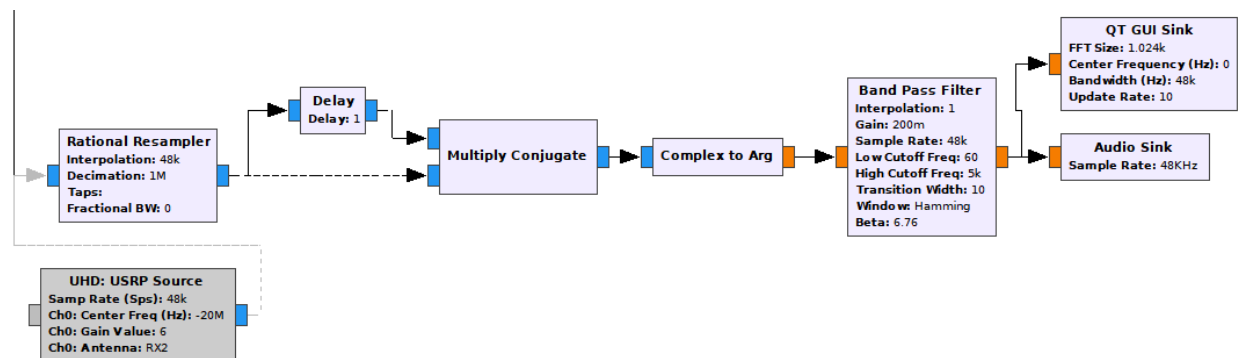 QT GUI Sink
FFT Size: 1.024k
Center Frequency (Hz): 0
Bandwidth (Hz): 48k
Update Rate: 10
Delay
Delay: 1
Band Pass Filter
Interpolation: 1
Gain: 200m
Sample Rate: 48k
Low Cutoff Freq: 60
High Cutoff Freq: 5k
Transition Width: 10
Window: Hamming
Beta: 6.76
Rational Resampler
Interpolation: 48k
Decimation: 1M
Taps:
Fractional BW: 0
Multiply Conjugate
Complex to Arg
Audio Sink
Sample Rate: 48KHz
UHD: USRP Source
Samp Rate (Sps): 48k
Ch0: Center Freq (Hz): -20M
Ch0: Gain Value: 6
Ch0: Antenna: RX2